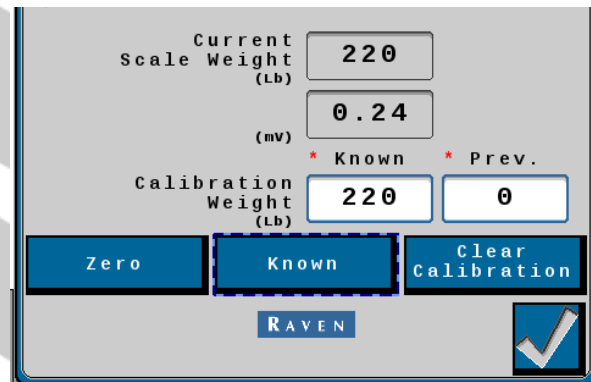 Current
Scale Weight
(Lb)
220
0.24
(mV)
* Known * Prev.
Calibration
Weight
(Lb)
220 0
Zero Known Clear
Calibration
RAVEN